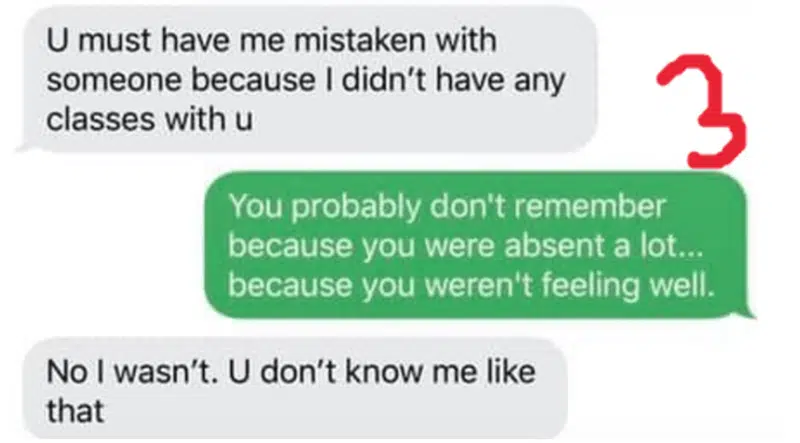 U must have me mistaken with
someone because I didn’t have any
classes with u
3
You probably don't remember
because you were absent a lot...
because you weren't feeling well.
No I wasn’t. U don’t know me like
that